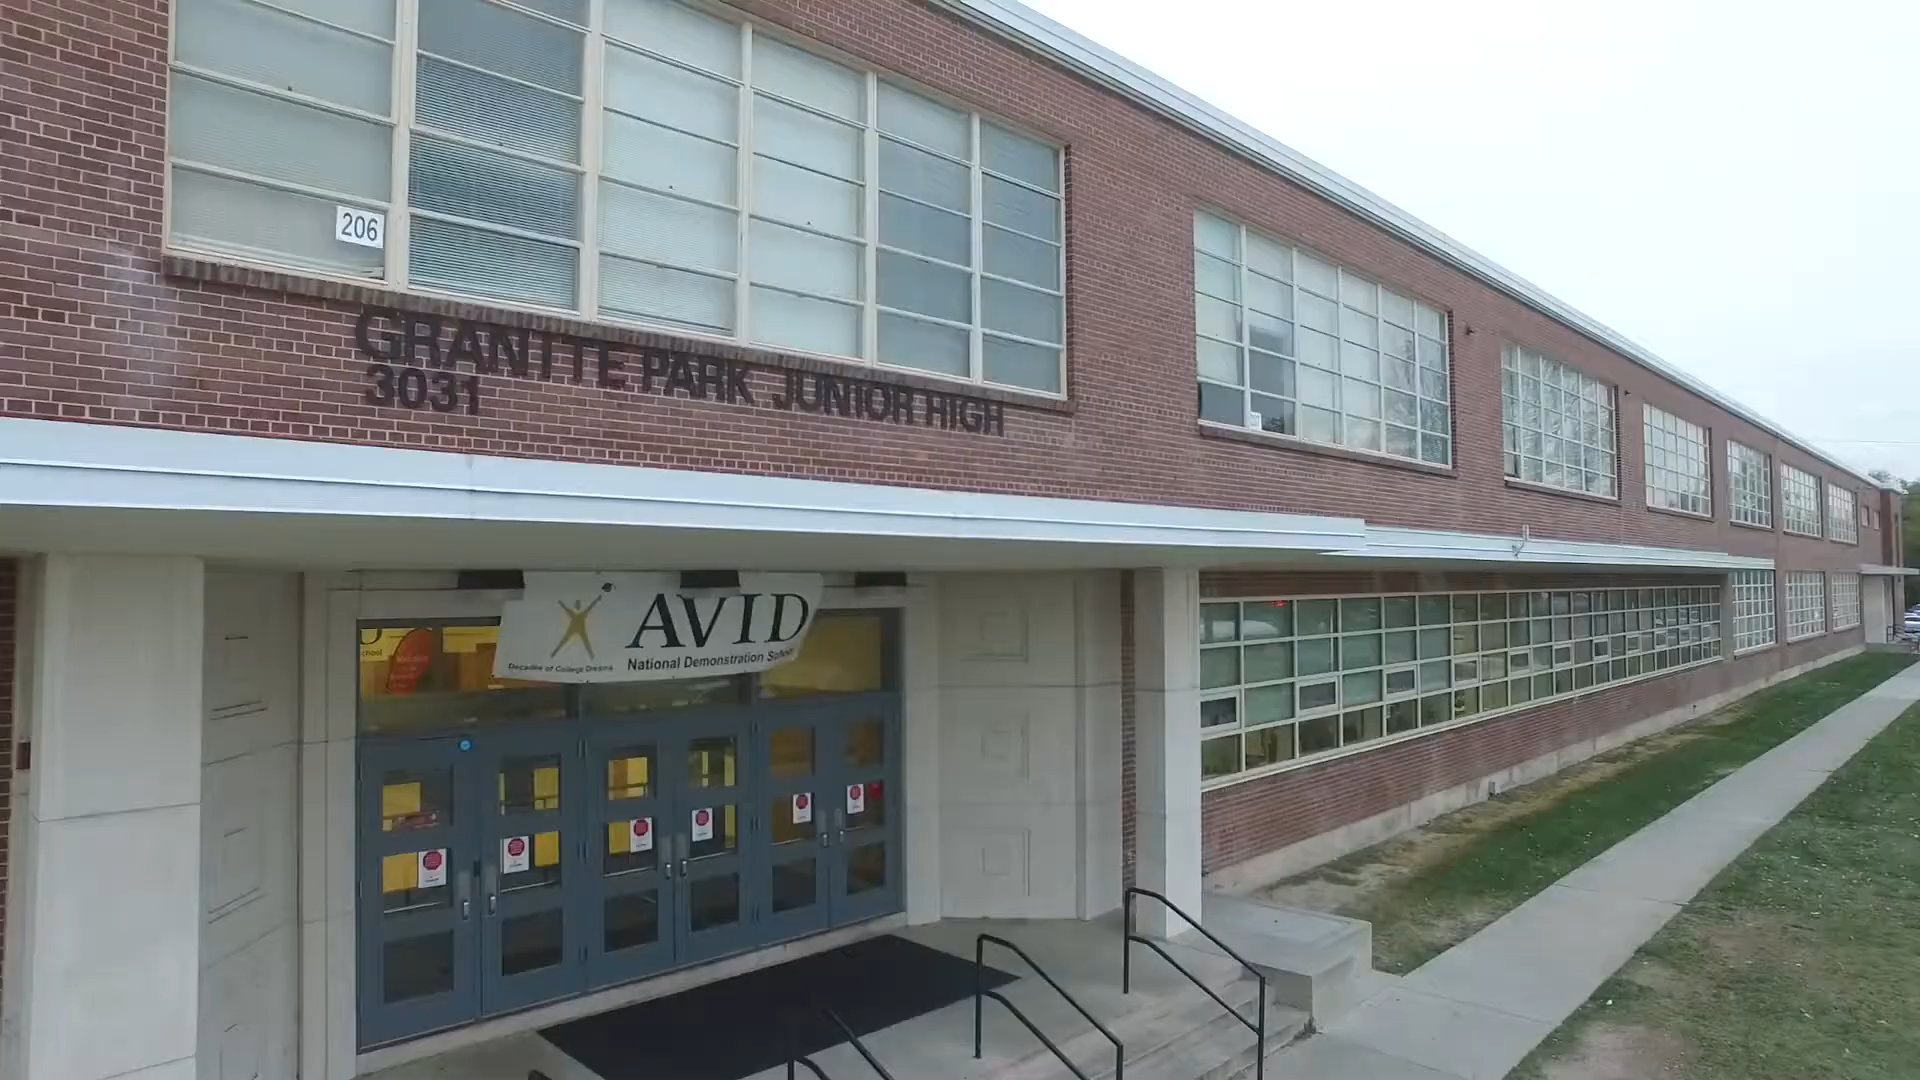 206
GRANITE PARK JUNIOR HIGH
3031
AVID
Decades of College Dreams
National Demonstration School